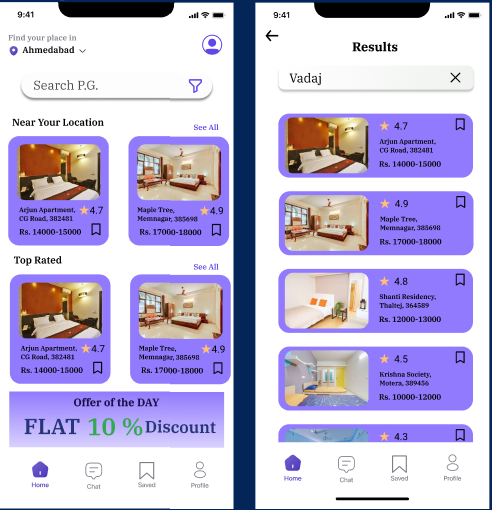 9:41
Find your place in
Ahmedabad
Search P.G.
Near Your Location
See All
Arjun Apartment,
CG Road, 382481
4.7
Rs. 14000-15000
Maple Tree,
Memnagar, 385698
4.9
Rs. 17000-18000
Top Rated
See All
Arjun Apartment,
CG Road, 382481
4.7
Rs. 14000-15000
Maple Tree,
Memnagar, 385698
4.9
Rs. 17000-18000
Offer of the DAY
FLAT 10 % Discount
Home
Chat
Saved
Profile
9:41
Results
Vadaj
4.7
Arjun Apartment,
CG Road, 382481
Rs. 14000-15000
4.9
Maple Tree,
Memnagar, 385698
Rs. 17000-18000
4.8
Shanti Residency,
Thaltej, 364589
Rs. 12000-13000
4.5
Krishna Society,
Motera, 389456
Rs. 10000-12000
4.3
Home
Chat
Saved
Profile